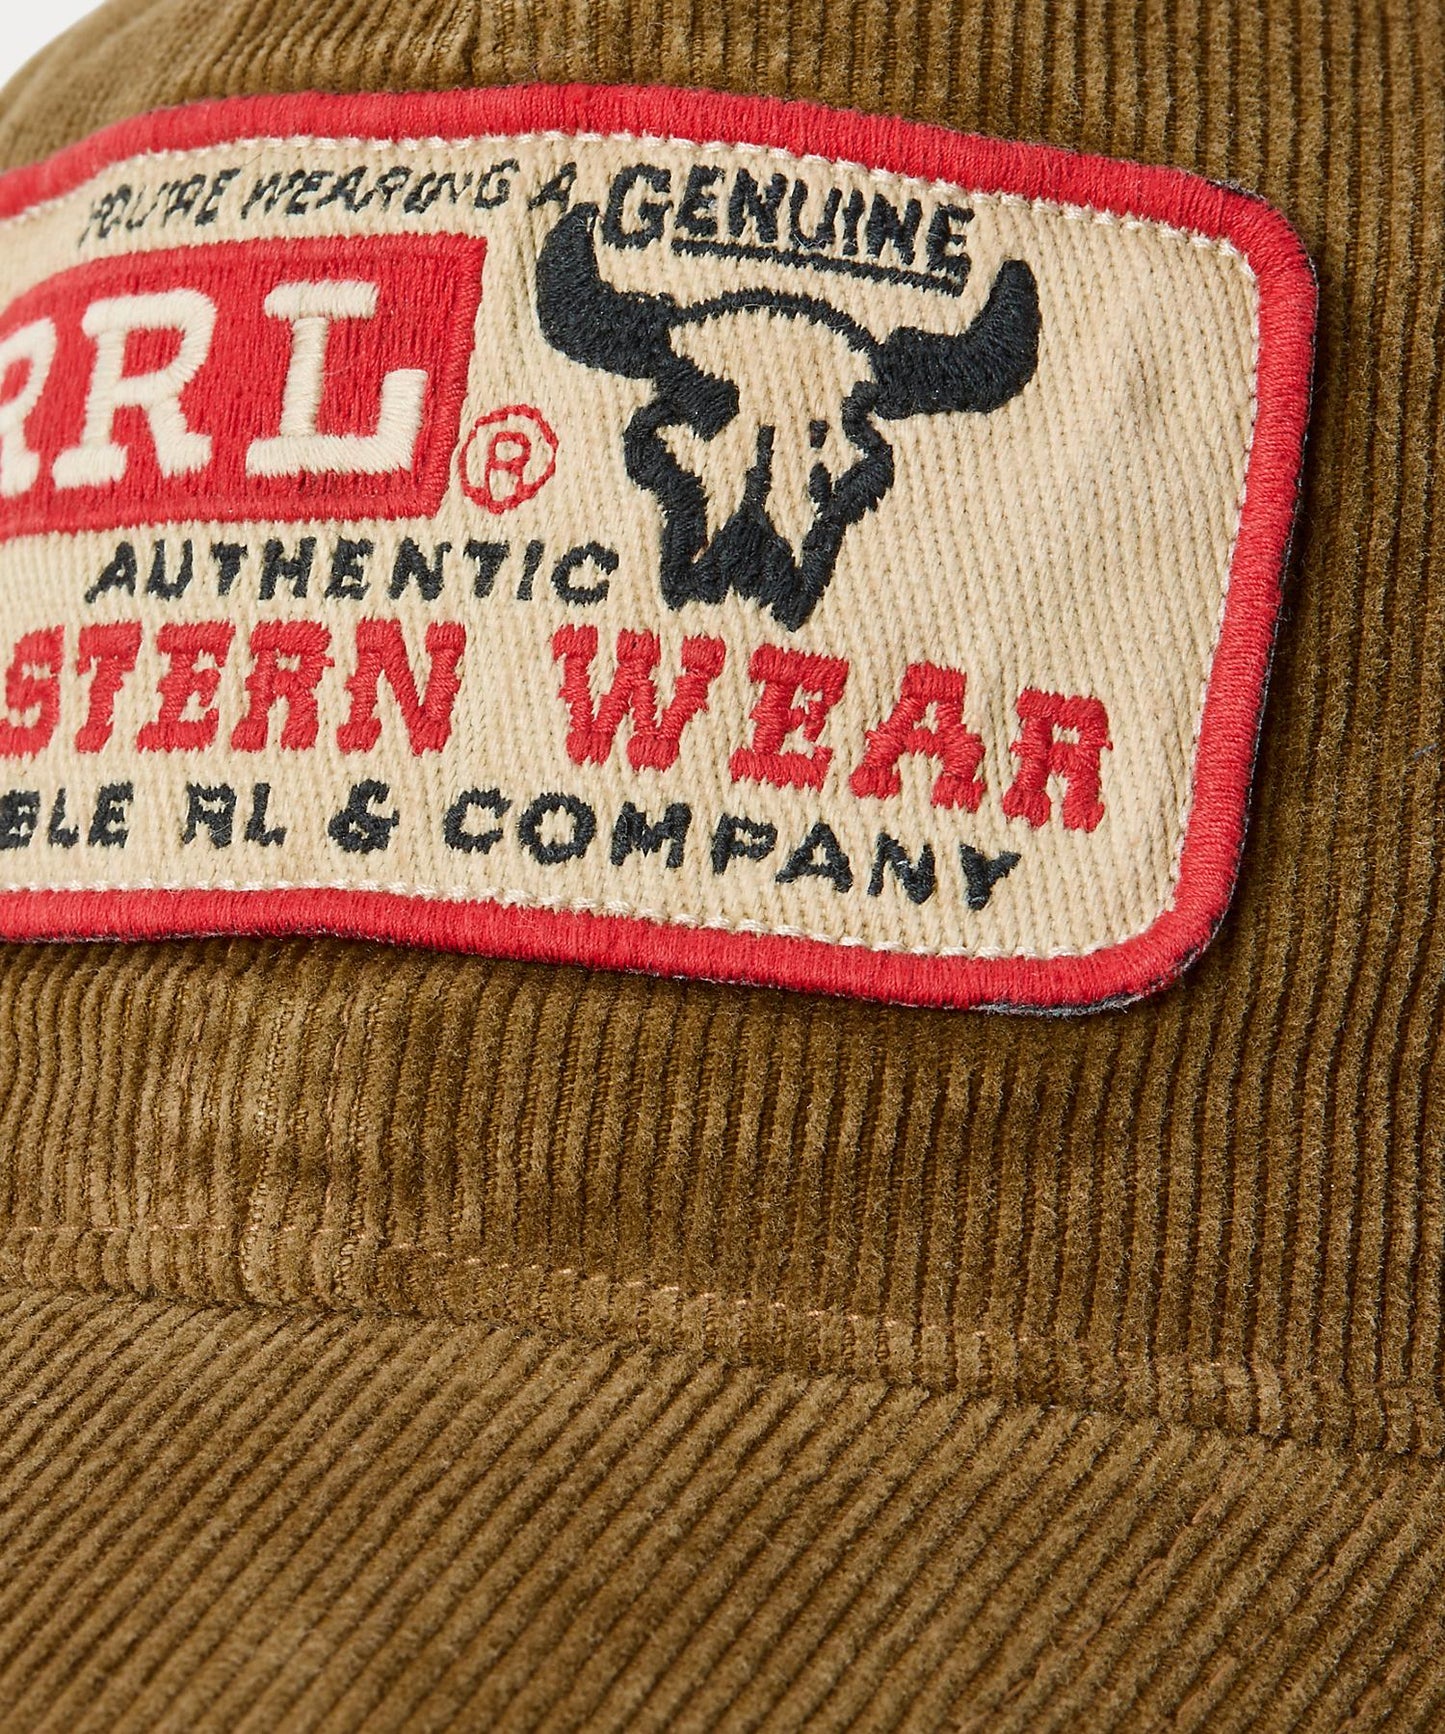 YOU'RE WEARING A GENUINE
RRL ®
AUTHENTIC
STERN WEAR
BLE RL & COMPANY